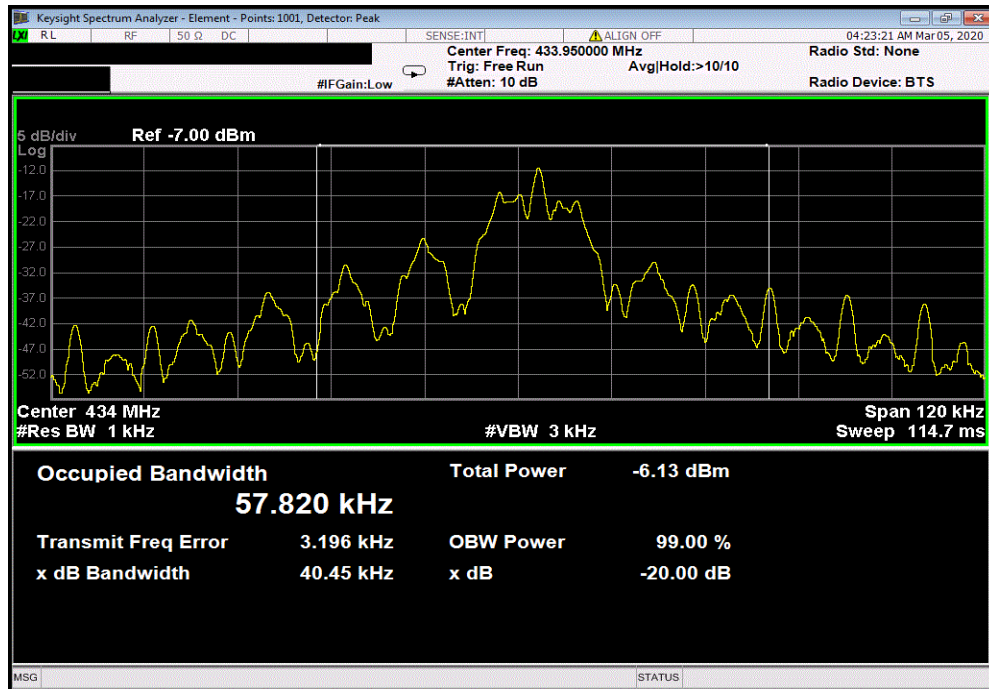 Keysight Spectrum Analyzer - Element - Points: 1001, Detector: Peak
LXI RL RF 50 Ω DC SENSE:INT ALIGN OFF 04:23:21 AM Mar 05, 2020
Center Freq: 433.950000 MHz Radio Std: None
Trig: Free Run Avg|Hold:>10/10
#IFGain:Low #Atten: 10 dB Radio Device: BTS
5 dB/div Ref -7.00 dBm
Log
-12.0
-17.0
-22.0
-27.0
-32.0
-37.0
-42.0
-47.0
-52.0
Center 434 MHz Span 120 kHz
#Res BW 1 kHz #VBW 3 kHz Sweep 114.7 ms
Occupied Bandwidth Total Power -6.13 dBm
57.820 kHz
Transmit Freq Error 3.196 kHz OBW Power 99.00 %
x dB Bandwidth 40.45 kHz x dB -20.00 dB
MSG STATUS